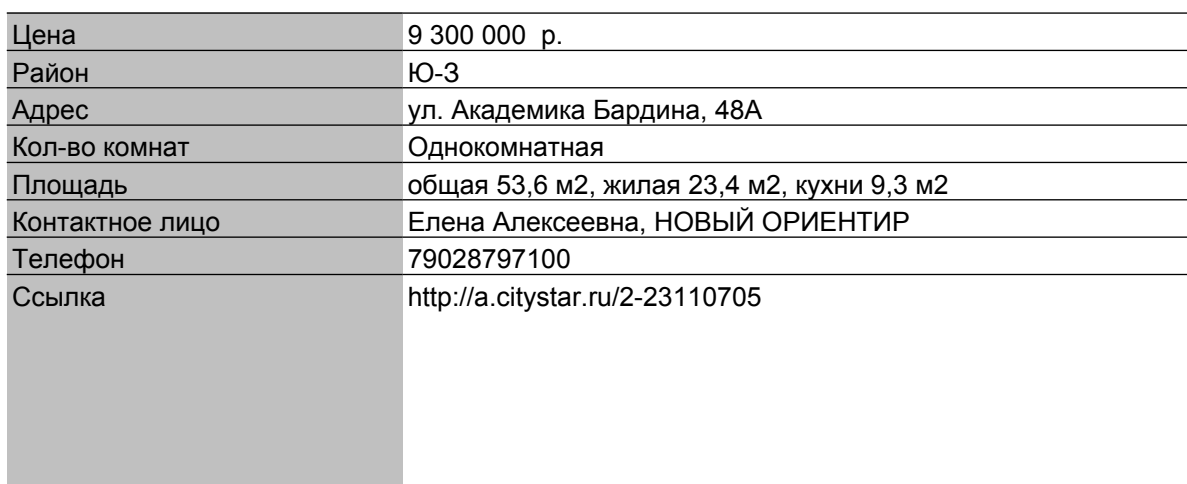 Цена 9 300 000 р.
Район Ю-З
Адрес ул. Академика Бардина, 48А
Кол-во комнат Однокомнатная
Площадь общая 53,6 м2, жилая 23,4 м2, кухни 9,3 м2
Контактное лицо Елена Алексеевна, НОВЫЙ ОРИЕНТИР
Телефон 79028797100
Ссылка http://a.citystar.ru/2-23110705